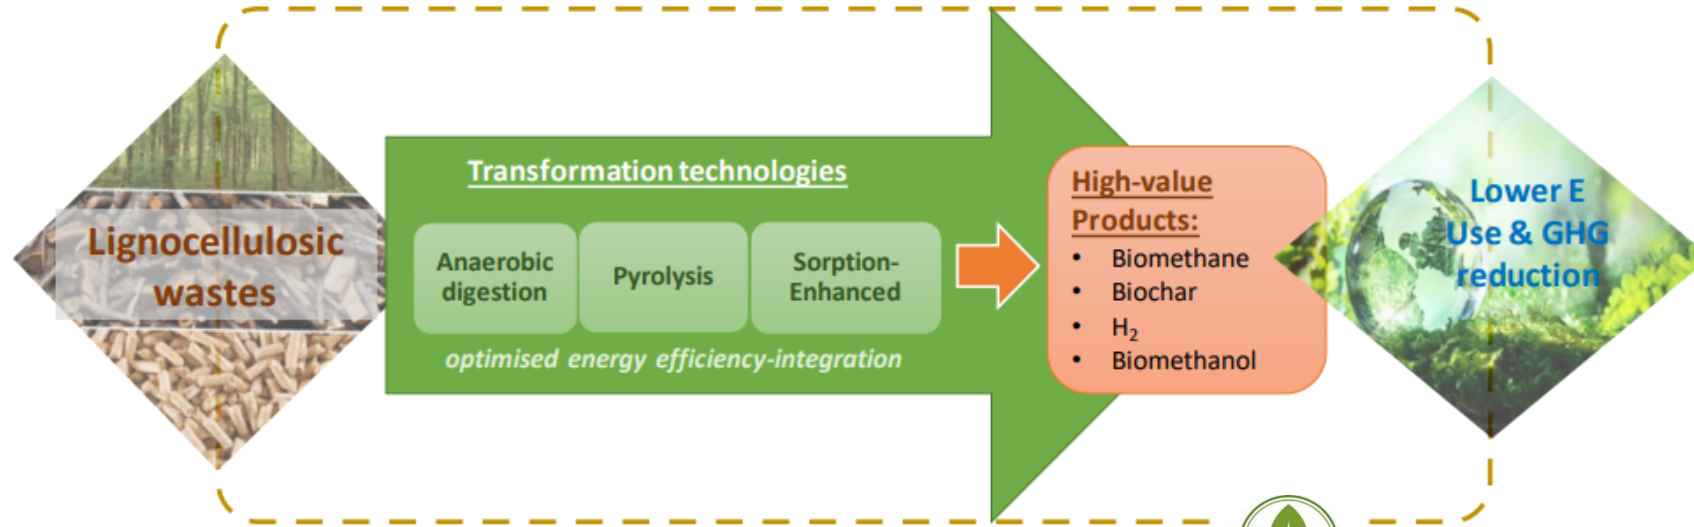 Lignocellulosic
wastes
Transformation technologies
Anaerobic
digestion
Pyrolysis
Sorption-
Enhanced
optimised energy efficiency-integration
High-value
Products:
• Biomethane
• Biochar
• H₂
• Biomethanol
Lower E
Use & GHG
reduction